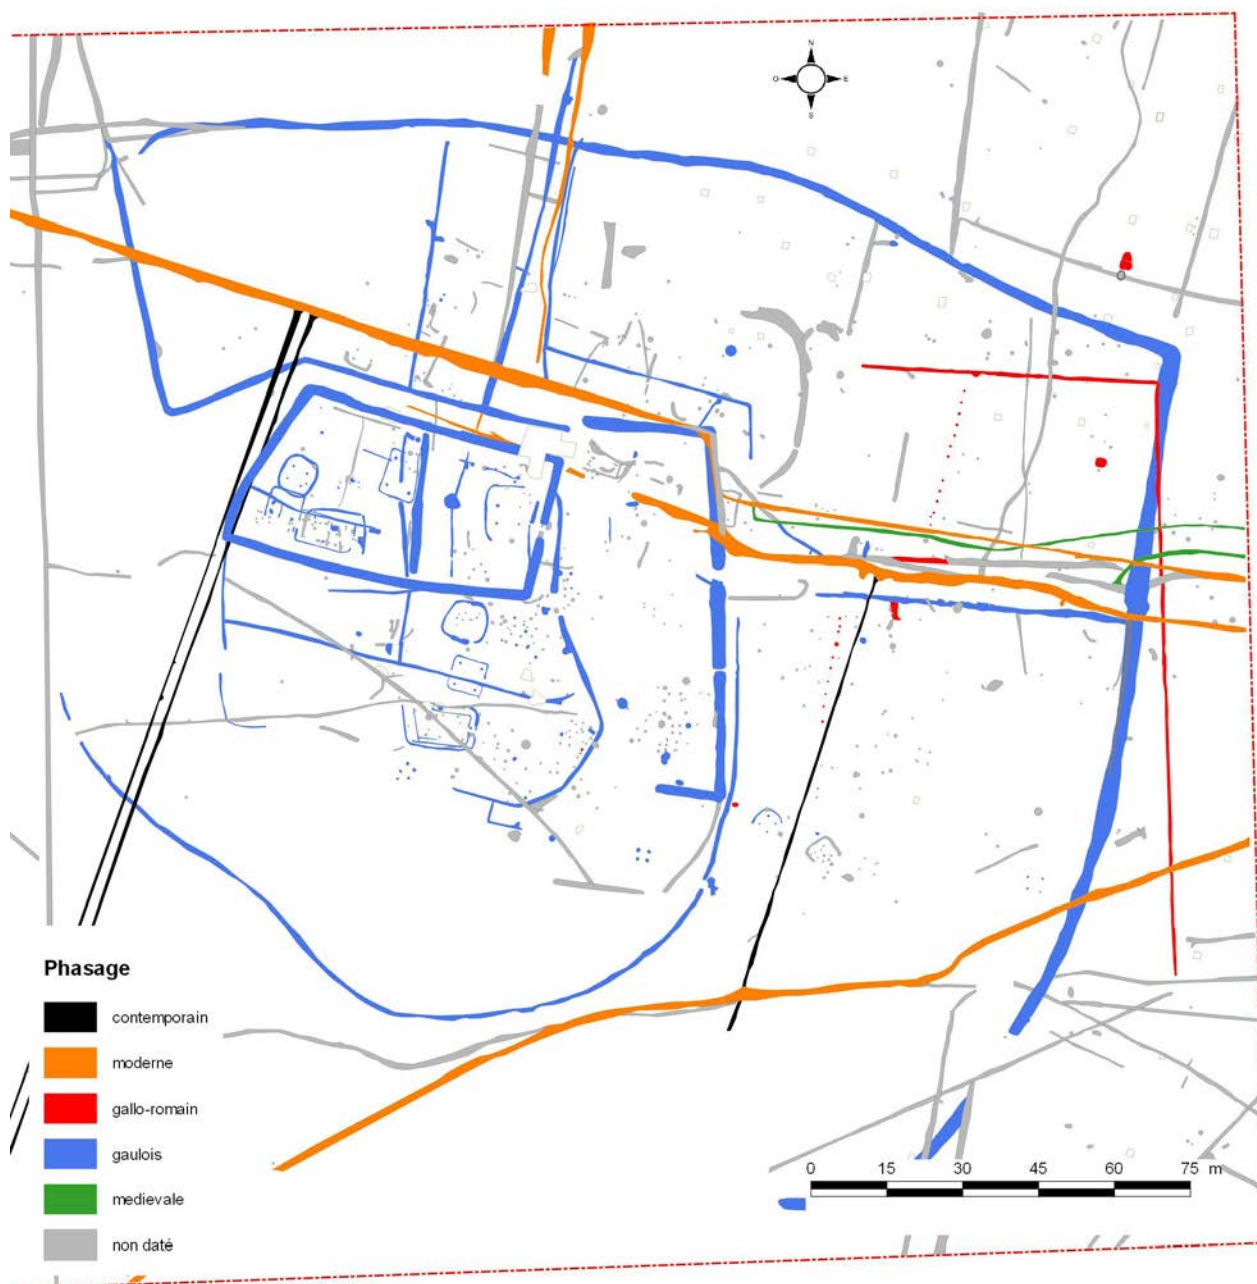 N
O E
S
Phasage
contemporain
moderne
gallo-romain
gaulois
medievale
non daté
0 15 30 45 60 75 m